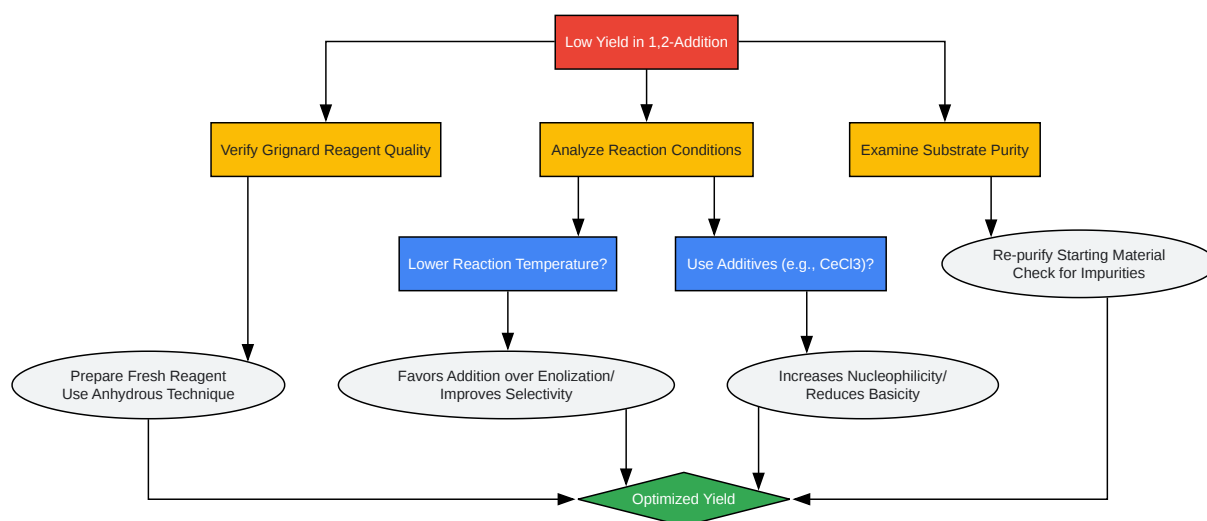 Low Yield in 1,2-Addition
Verify Grignard Reagent Quality
Analyze Reaction Conditions
Examine Substrate Purity
Lower Reaction Temperature?
Use Additives (e.g., CeCl3)?
Re-purify Starting Material
Check for Impurities
Prepare Fresh Reagent
Use Anhydrous Technique
Favors Addition over Enolization/
Improves Selectivity
Increases Nucleophilicity/
Reduces Basicity
Optimized Yield